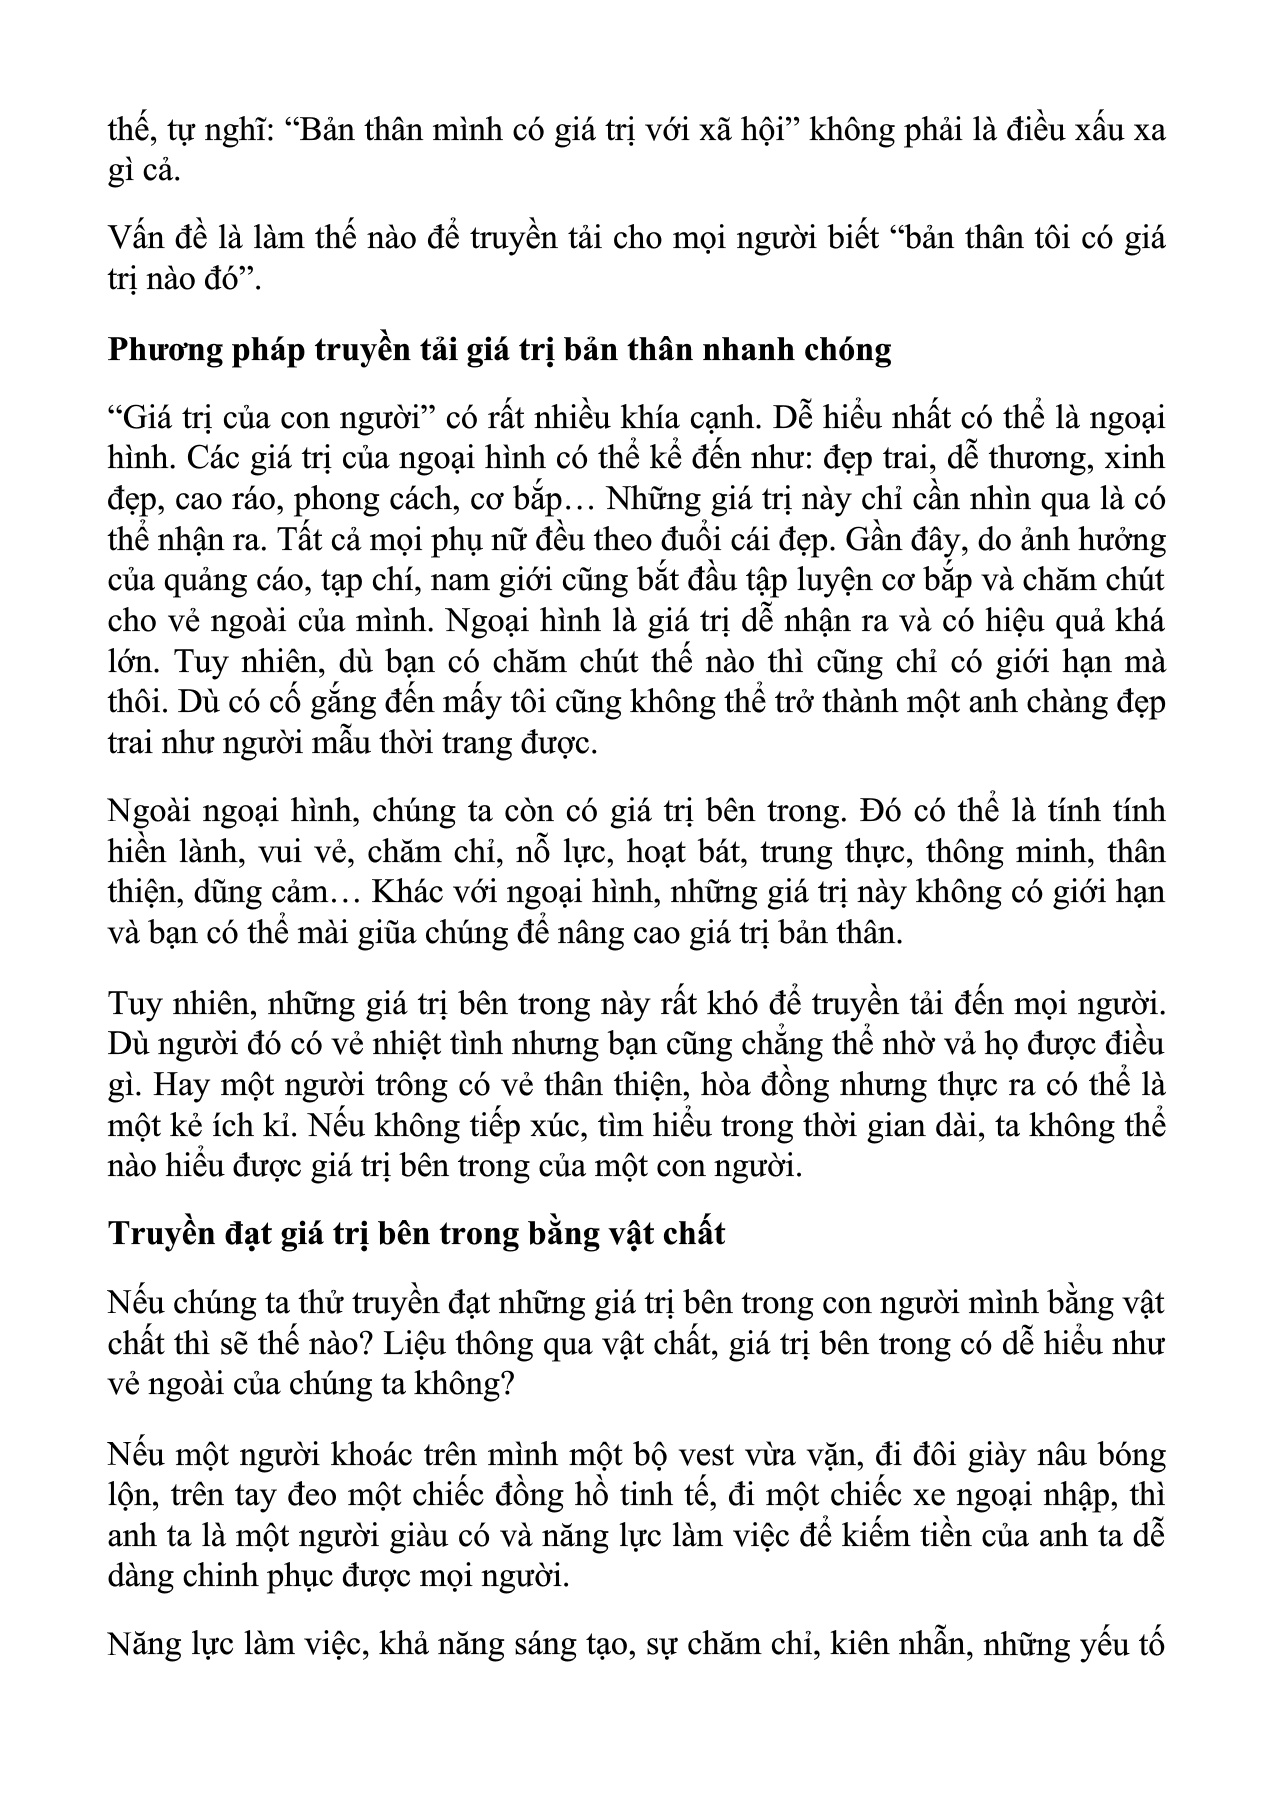 thế, tự nghĩ: “Bản thân mình có giá trị với xã hội” không phải là điều xấu xa
gì cả.
Vấn đề là làm thế nào để truyền tải cho mọi người biết “bản thân tôi có giá
trị nào đó”.
Phương pháp truyền tải giá trị bản thân nhanh chóng
“Giá trị của con người” có rất nhiều khía cạnh. Dễ hiểu nhất có thể là ngoại
hình. Các giá trị của ngoại hình có thể kể đến như: đẹp trai, dễ thương, xinh
đẹp, cao ráo, phong cách, cơ bắp… Những giá trị này chỉ cần nhìn qua là có
thể nhận ra. Tất cả mọi phụ nữ đều theo đuổi cái đẹp. Gần đây, do ảnh hưởng
của quảng cáo, tạp chí, nam giới cũng bắt đầu tập luyện cơ bắp và chăm chút
cho vẻ ngoài của mình. Ngoại hình là giá trị dễ nhận ra và có hiệu quả khá
lớn. Tuy nhiên, dù bạn có chăm chút thế nào thì cũng chỉ có giới hạn mà
thôi. Dù có cố gắng đến mấy tôi cũng không thể trở thành một anh chàng đẹp
trai như người mẫu thời trang được.
Ngoài ngoại hình, chúng ta còn có giá trị bên trong. Đó có thể là tính tính
hiền lành, vui vẻ, chăm chỉ, nỗ lực, hoạt bát, trung thực, thông minh, thân
thiện, dũng cảm… Khác với ngoại hình, những giá trị này không có giới hạn
và bạn có thể mài giũa chúng để nâng cao giá trị bản thân.
Tuy nhiên, những giá trị bên trong này rất khó để truyền tải đến mọi người.
Dù người đó có vẻ nhiệt tình nhưng bạn cũng chẳng thể nhờ vả họ được điều
gì. Hay một người trông có vẻ thân thiện, hòa đồng nhưng thực ra có thể là
một kẻ ích kỉ. Nếu không tiếp xúc, tìm hiểu trong thời gian dài, ta không thể
nào hiểu được giá trị bên trong của một con người.
Truyền đạt giá trị bên trong bằng vật chất
Nếu chúng ta thử truyền đạt những giá trị bên trong con người mình bằng vật
chất thì sẽ thế nào? Liệu thông qua vật chất, giá trị bên trong có dễ hiểu như
vẻ ngoài của chúng ta không?
Nếu một người khoác trên mình một bộ vest vừa vặn, đi đôi giày nâu bóng
lộn, trên tay đeo một chiếc đồng hồ tinh tế, đi một chiếc xe ngoại nhập, thì
anh ta là một người giàu có và năng lực làm việc để kiếm tiền của anh ta dễ
dàng chinh phục được mọi người.
Năng lực làm việc, khả năng sáng tạo, sự chăm chỉ, kiên nhẫn, những yếu tố